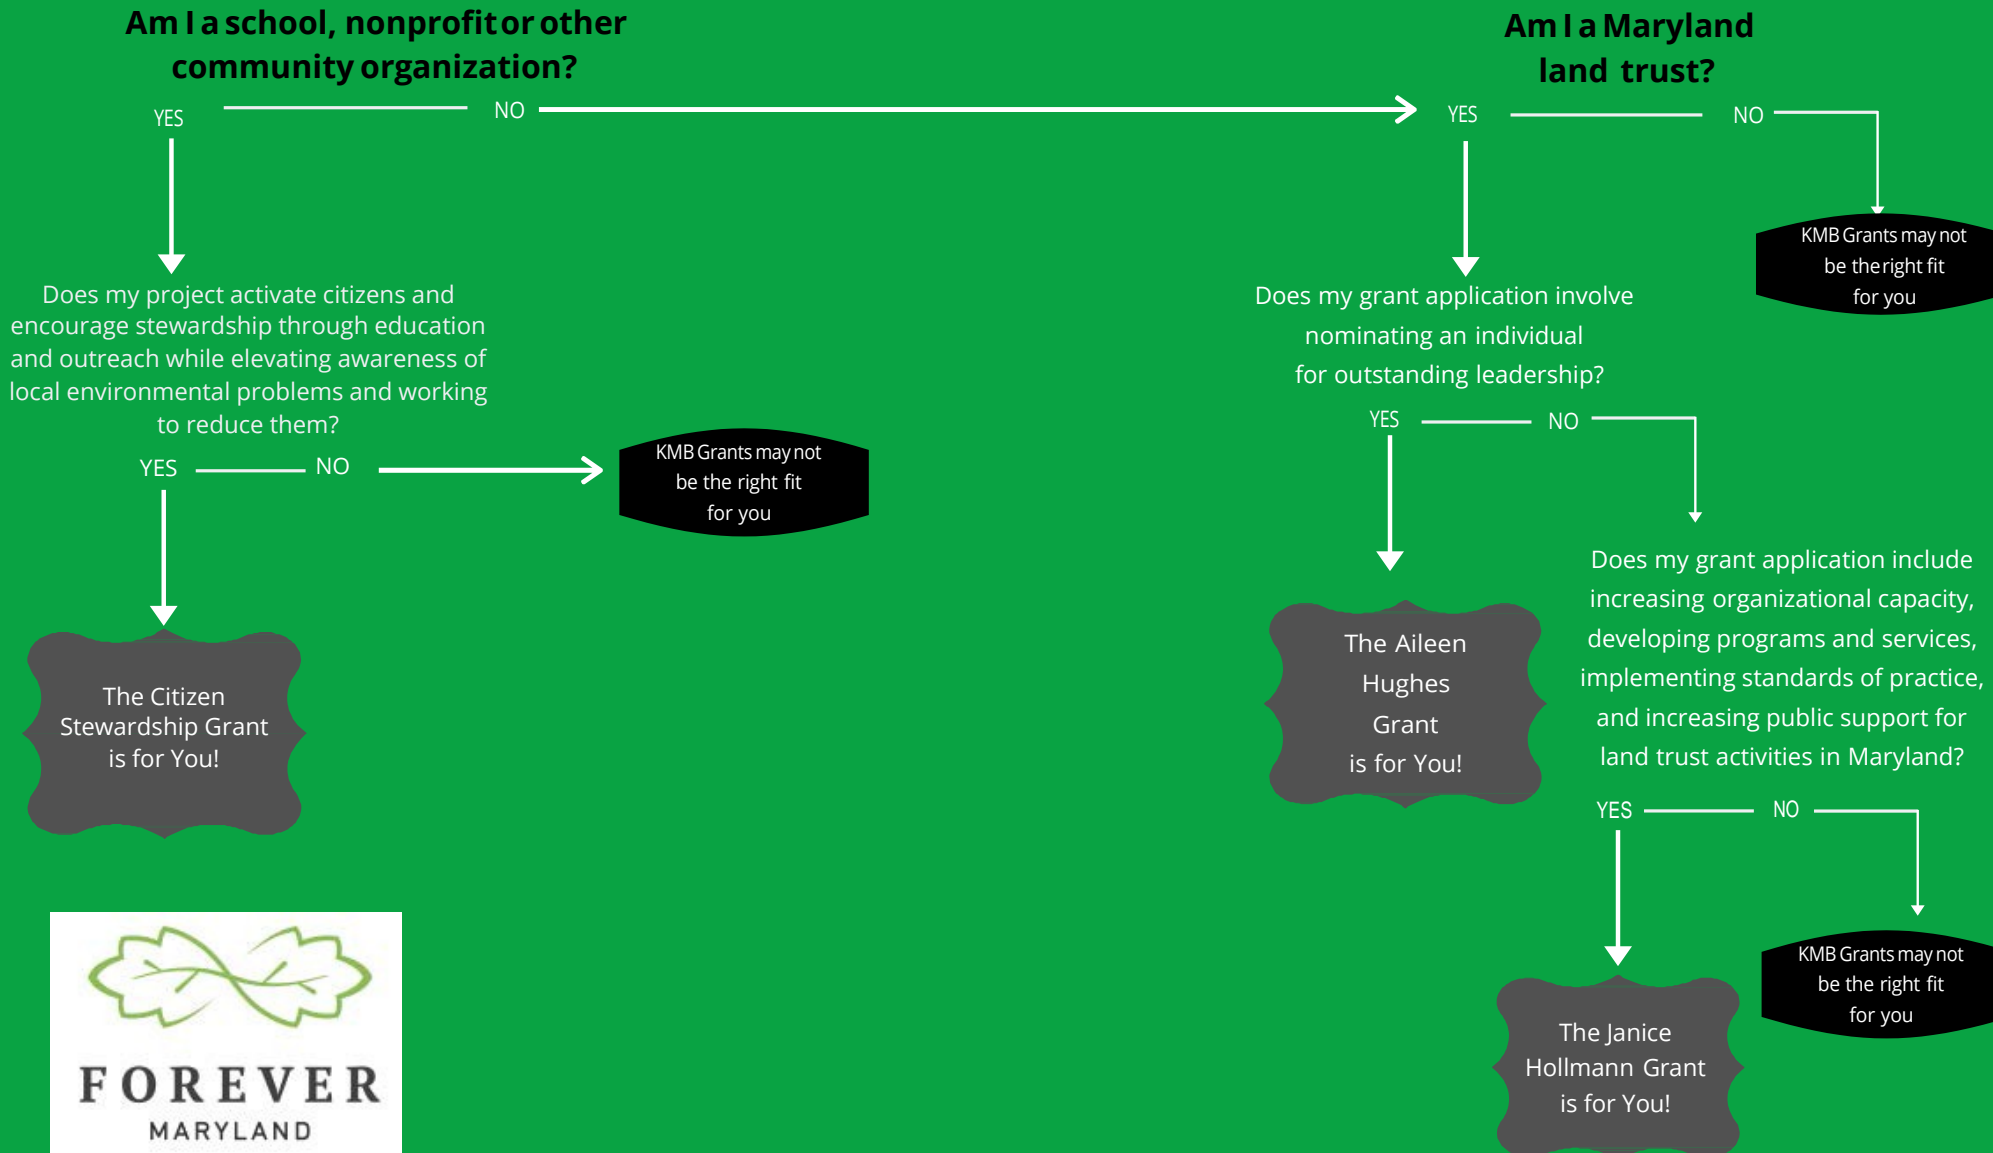 Am I a school, nonprofit or other
community organization?
YES
NO
Does my project activate citizens and
encourage stewardship through education
and outreach while elevating awareness of
local environmental problems and working
to reduce them?
YES
NO
KMB Grants may not
be the right fit
for you
The Citizen
Stewardship Grant
is for You!
Am I a Maryland
land trust?
YES
NO
KMB Grants may not
be the right fit
for you
Does my grant application involve
nominating an individual
for outstanding leadership?
YES
NO
The Aileen
Hughes
Grant
is for You!
Does my grant application include
increasing organizational capacity,
developing programs and services,
implementing standards of practice,
and increasing public support for
land trust activities in Maryland?
YES
NO
KMB Grants may not
be the right fit
for you
The Janice
Hollmann Grant
is for You!
FOREVER
MARYLAND